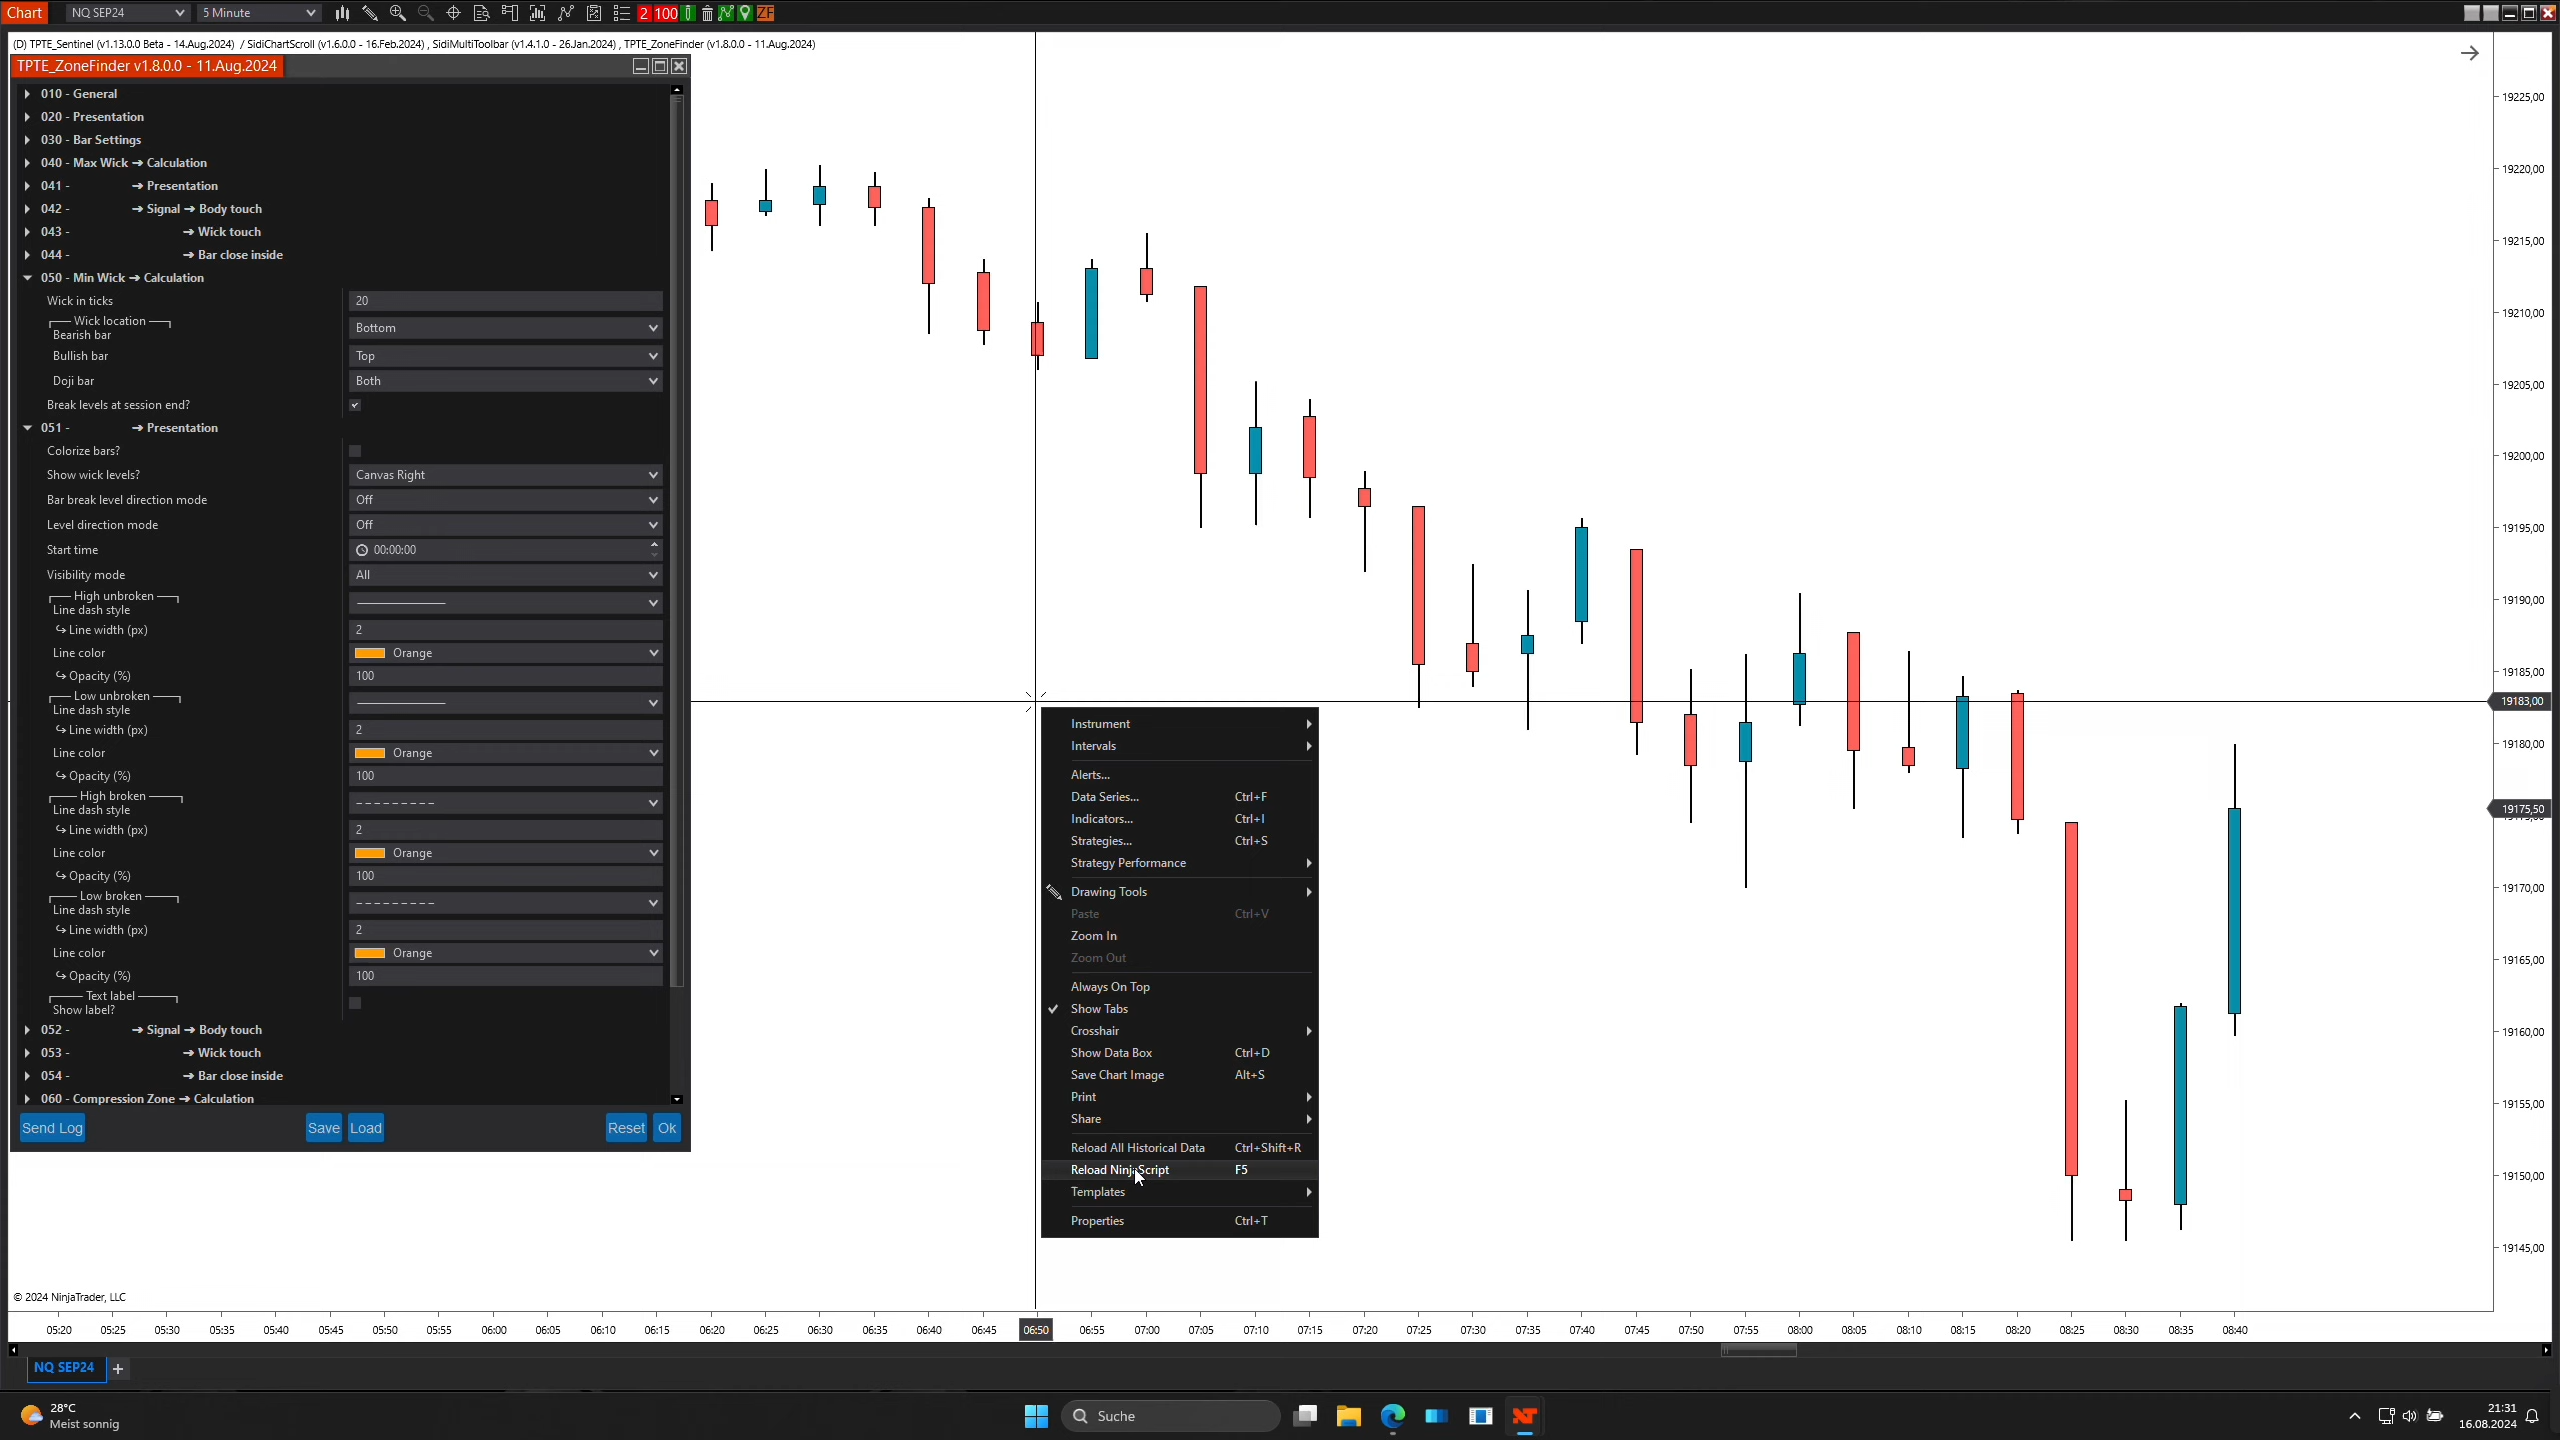 Chart NQ SEP24 5 Minute 2 100 ZF
(D) TPTE_Sentinel (v1.13.0.0 Beta - 14.Aug.2024) / SidiChartScroll (v1.6.0.0 - 16.Feb.2024) , SidiMultiToolbar (v1.4.1.0 - 26.Jan.2024) , TPTE_ZoneFinder (v1.8.0.0 - 11.Aug.2024)
TPTE_ZoneFinder v1.8.0.0 - 11.Aug.2024
010 - General
020 - Presentation
030 - Bar Settings
040 - Max Wick → Calculation
041 - → Presentation
042 - → Signal → Body touch
043 - → Wick touch
044 - → Bar close inside
050 - Min Wick → Calculation
Wick in ticks 20
Wick location
Bearish bar Bottom
Bullish bar Top
Doji bar Both
Break levels at session end?
051 - → Presentation
Colorize bars?
Show wick levels? Canvas Right
Bar break level direction mode Off
Level direction mode Off
Start time 00:00:00
Visibility mode All
High unbroken
Line dash style
↪ Line width (px) 2
Line color Orange
↪ Opacity (%) 100
Low unbroken
Line dash style
↪ Line width (px) 2
Line color Orange
↪ Opacity (%) 100
High broken
Line dash style
↪ Line width (px) 2
Line color Orange
↪ Opacity (%) 100
Low broken
Line dash style
↪ Line width (px) 2
Line color Orange
↪ Opacity (%) 100
Text label
Show label?
052 - → Signal → Body touch
053 - → Wick touch
054 - → Bar close inside
060 - Compression Zone → Calculation
Send Log Save Load Reset Ok
Instrument
Intervals
Alerts...
Data Series... Ctrl+F
Indicators... Ctrl+I
Strategies... Ctrl+S
Strategy Performance
Drawing Tools
Paste Ctrl+V
Zoom In
Zoom Out
Always On Top
Show Tabs
Crosshair
Show Data Box Ctrl+D
Save Chart Image Alt+S
Print
Share
Reload All Historical Data Ctrl+Shift+R
Reload NinjaScript F5
Templates
Properties Ctrl+T
19225,00
19220,00
19215,00
19210,00
19205,00
19200,00
19195,00
19190,00
19185,00
19183,00
19180,00
19175,50
19170,00
19165,00
19160,00
19155,00
19150,00
19145,00
© 2024 NinjaTrader, LLC
05:20 05:25 05:30 05:35 05:40 05:45 05:50 05:55 06:00 06:05 06:10 06:15 06:20 06:25 06:30 06:35 06:40 06:45 06:50 06:55 07:00 07:05 07:10 07:15 07:20 07:25 07:30 07:35 07:40 07:45 07:50 07:55 08:00 08:05 08:10 08:15 08:20 08:25 08:30 08:35 08:40
NQ SEP24 +
28°C
Meist sonnig
Suche
21:31
16.08.2024